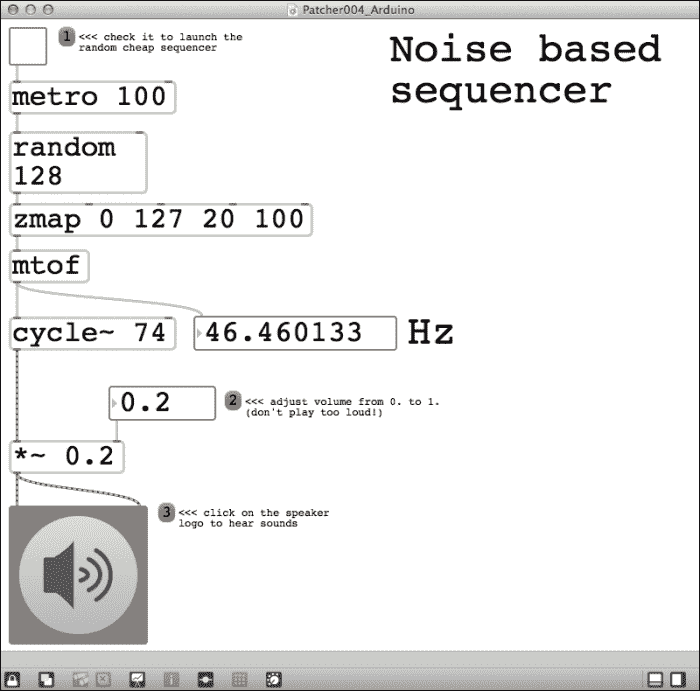 Patcher004_Arduino
1 <<< check it to launch the
random cheap sequencer
Noise based
sequencer
metro 100
random
128
zmap 0 127 20 100
mtof
cycle~ 74
46.460133 Hz
0.2
2 <<< adjust volume from 0. to 1.
(don't play too loud!)
*~ 0.2
3 <<< click on the speaker
logo to hear sounds